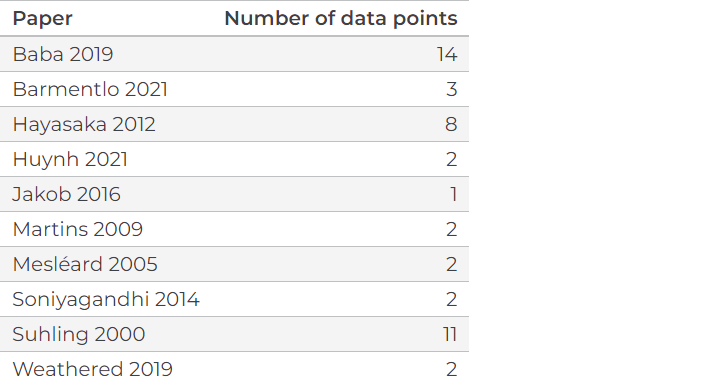 Paper Number of data points
Baba 2019 14
Barmentlo 2021 3
Hayasaka 2012 8
Huynh 2021 2
Jakob 2016 1
Martins 2009 2
Mesléard 2005 2
Soniyagandhi 2014 2
Suhling 2000 11
Weathered 2019 2